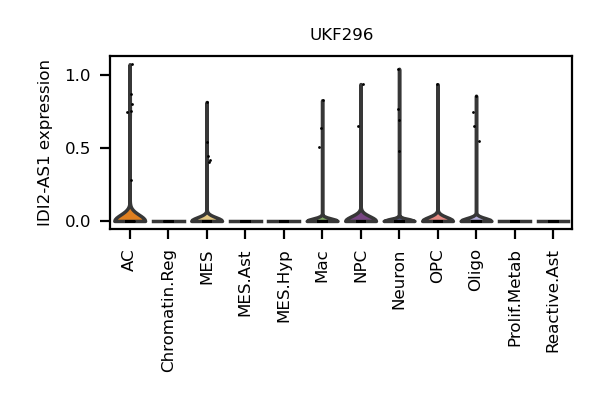 UKF296
IDI2-AS1 expression
1.0
0.5
0.0
AC
Chromatin.Reg
MES
MES.Ast
MES.Hyp
Mac
NPC
Neuron
OPC
Oligo
Prolif.Metab
Reactive.Ast